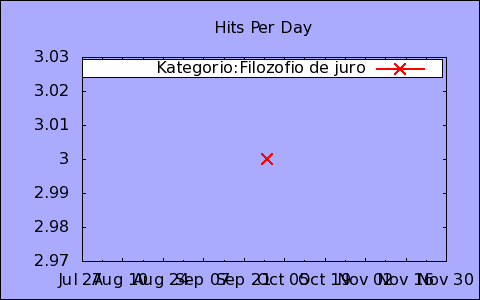 Hits Per Day
3.03
Kategorio:Filozofio de juro
3.02
3.01
3
2.99
2.98
2.97
Jul 27 Aug 10 Aug 24 Sep 07 Sep 21 Oct 05 Oct 19 Nov 02 Nov 16 Nov 30